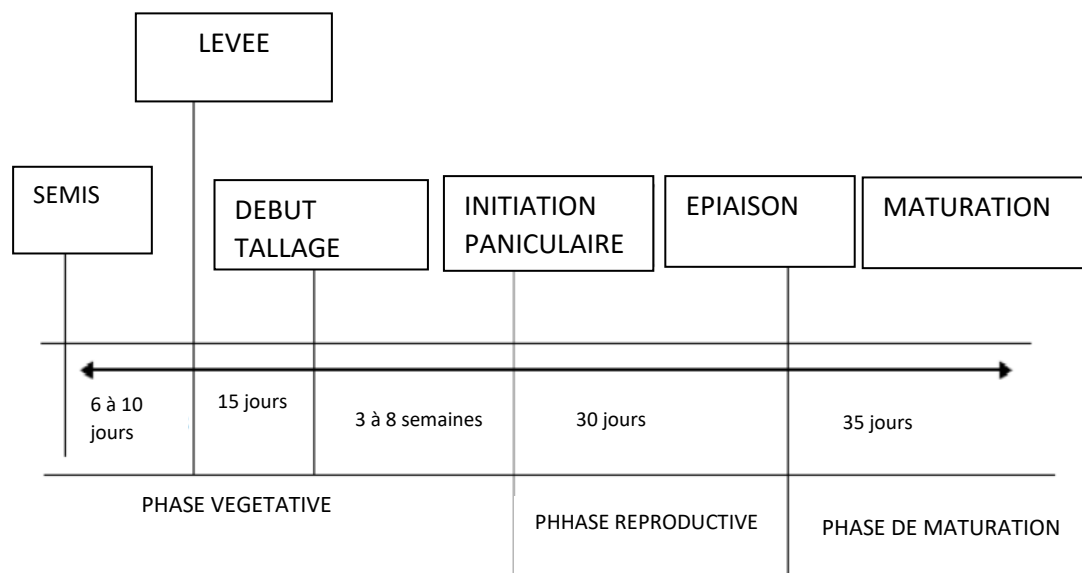 LEVEE
SEMIS
DEBUT
TALLAGE
INITIATION
PANICULAIRE
EPIAISON
MATURATION
6 à 10
jours
15 jours
3 à 8 semaines
30 jours
35 jours
PHASE VEGETATIVE
PHHASE REPRODUCTIVE
PHASE DE MATURATION